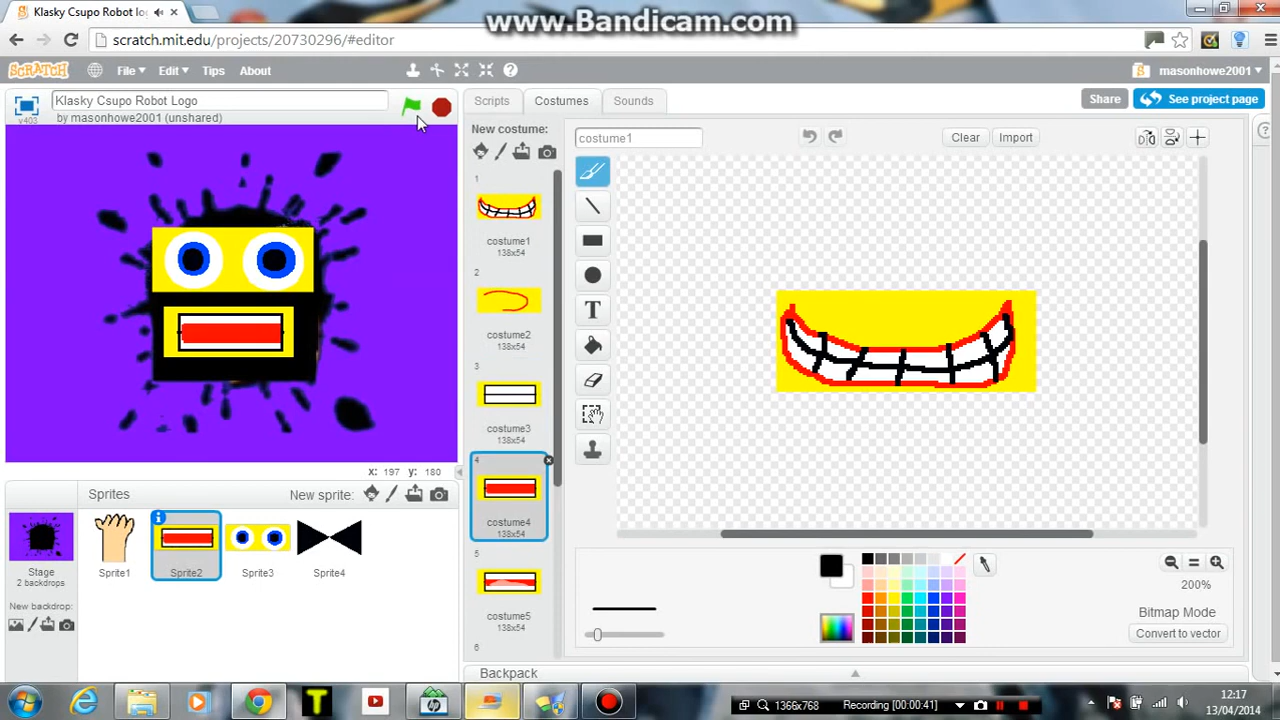 Klasky Csupo Robot log
www.Bandicam.com
scratch.mit.edu/projects/20730296/#editor
SCRATCH
File
Edit
Tips
About
masonhowe2001
Klasky Csupo Robot Logo
by masonhowe2001 (unshared)
v403
Scripts
Costumes
Sounds
Share
See project page
New costume:
costume1
Clear
Import
1
costume1
138x54
2
costume2
138x54
3
costume3
138x54
4
costume4
138x54
5
costume5
138x54
6
T
x: 197 y: 180
Sprites
New sprite:
Stage
2 backdrops
New backdrop:
Sprite1
Sprite2
Sprite3
Sprite4
200%
Bitmap Mode
Convert to vector
Backpack
T
hp
1366x768
Recording [00:00:41]
12:17
13/04/2014